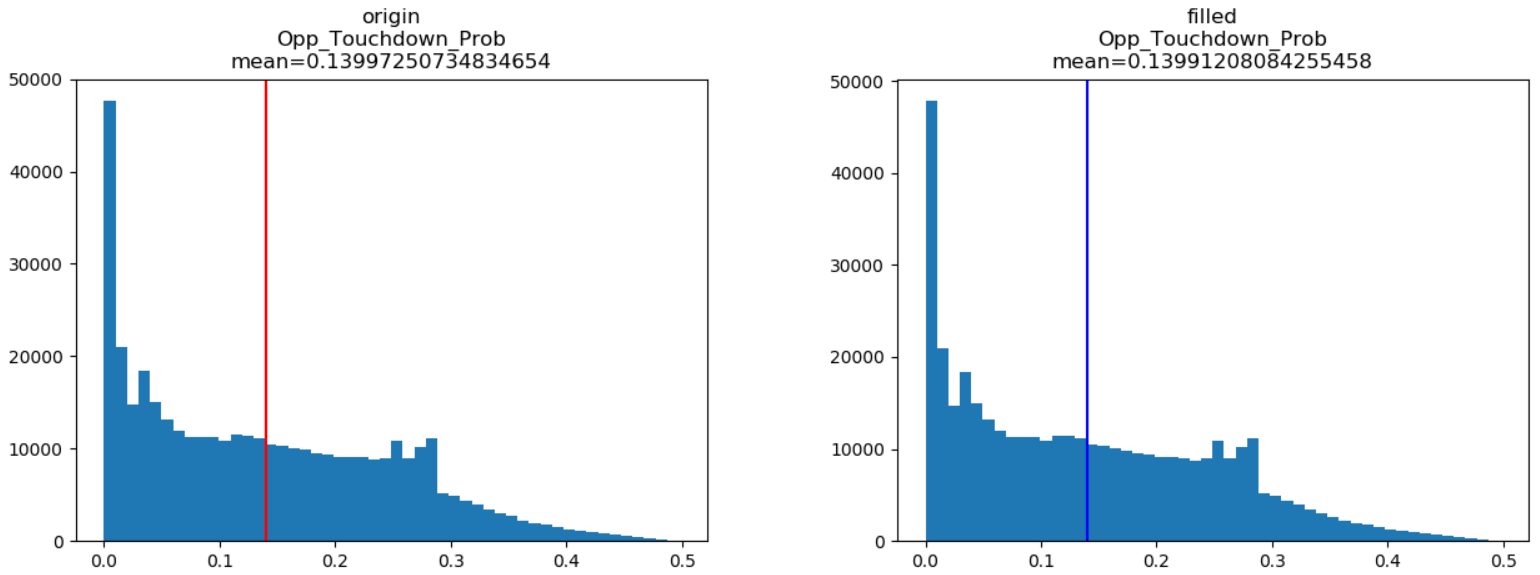 origin
Opp_Touchdown_Prob
mean=0.13997250734834654
50000
40000
30000
20000
10000
0
0.0 0.1 0.2 0.3 0.4 0.5
filled
Opp_Touchdown_Prob
mean=0.13991208084255458
50000
40000
30000
20000
10000
0
0.0 0.1 0.2 0.3 0.4 0.5